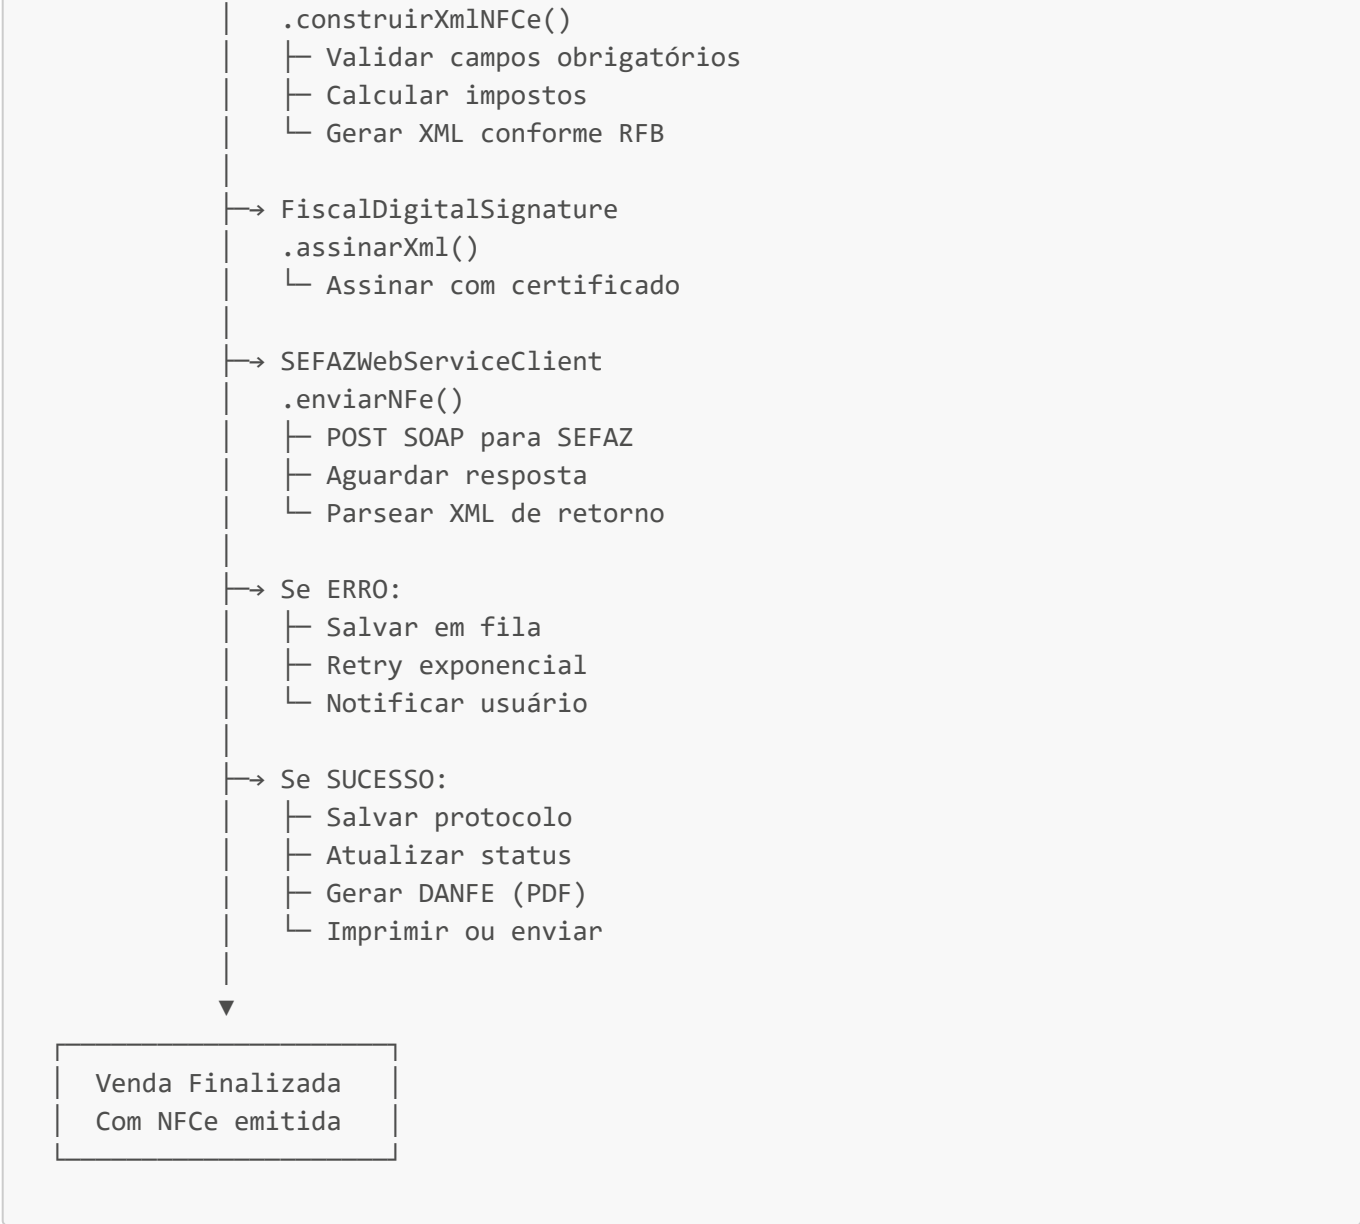 │   .construirXmlNFCe()
│   ├─ Validar campos obrigatórios
│   ├─ Calcular impostos
│   └─ Gerar XML conforme RFB
│
├─→ FiscalDigitalSignature
│   .assinarXml()
│   └─ Assinar com certificado
│
├─→ SEFAZWebServiceClient
│   .enviarNFe()
│   ├─ POST SOAP para SEFAZ
│   ├─ Aguardar resposta
│   └─ Parsear XML de retorno
│
├─→ Se ERRO:
│   ├─ Salvar em fila
│   ├─ Retry exponencial
│   └─ Notificar usuário
│
├─→ Se SUCESSO:
│   ├─ Salvar protocolo
│   ├─ Atualizar status
│   ├─ Gerar DANFE (PDF)
│   └─ Imprimir ou enviar
│
▼
┌─────────────────────┐
│  Venda Finalizada   │
│  Com NFCe emitida   │
└─────────────────────┘